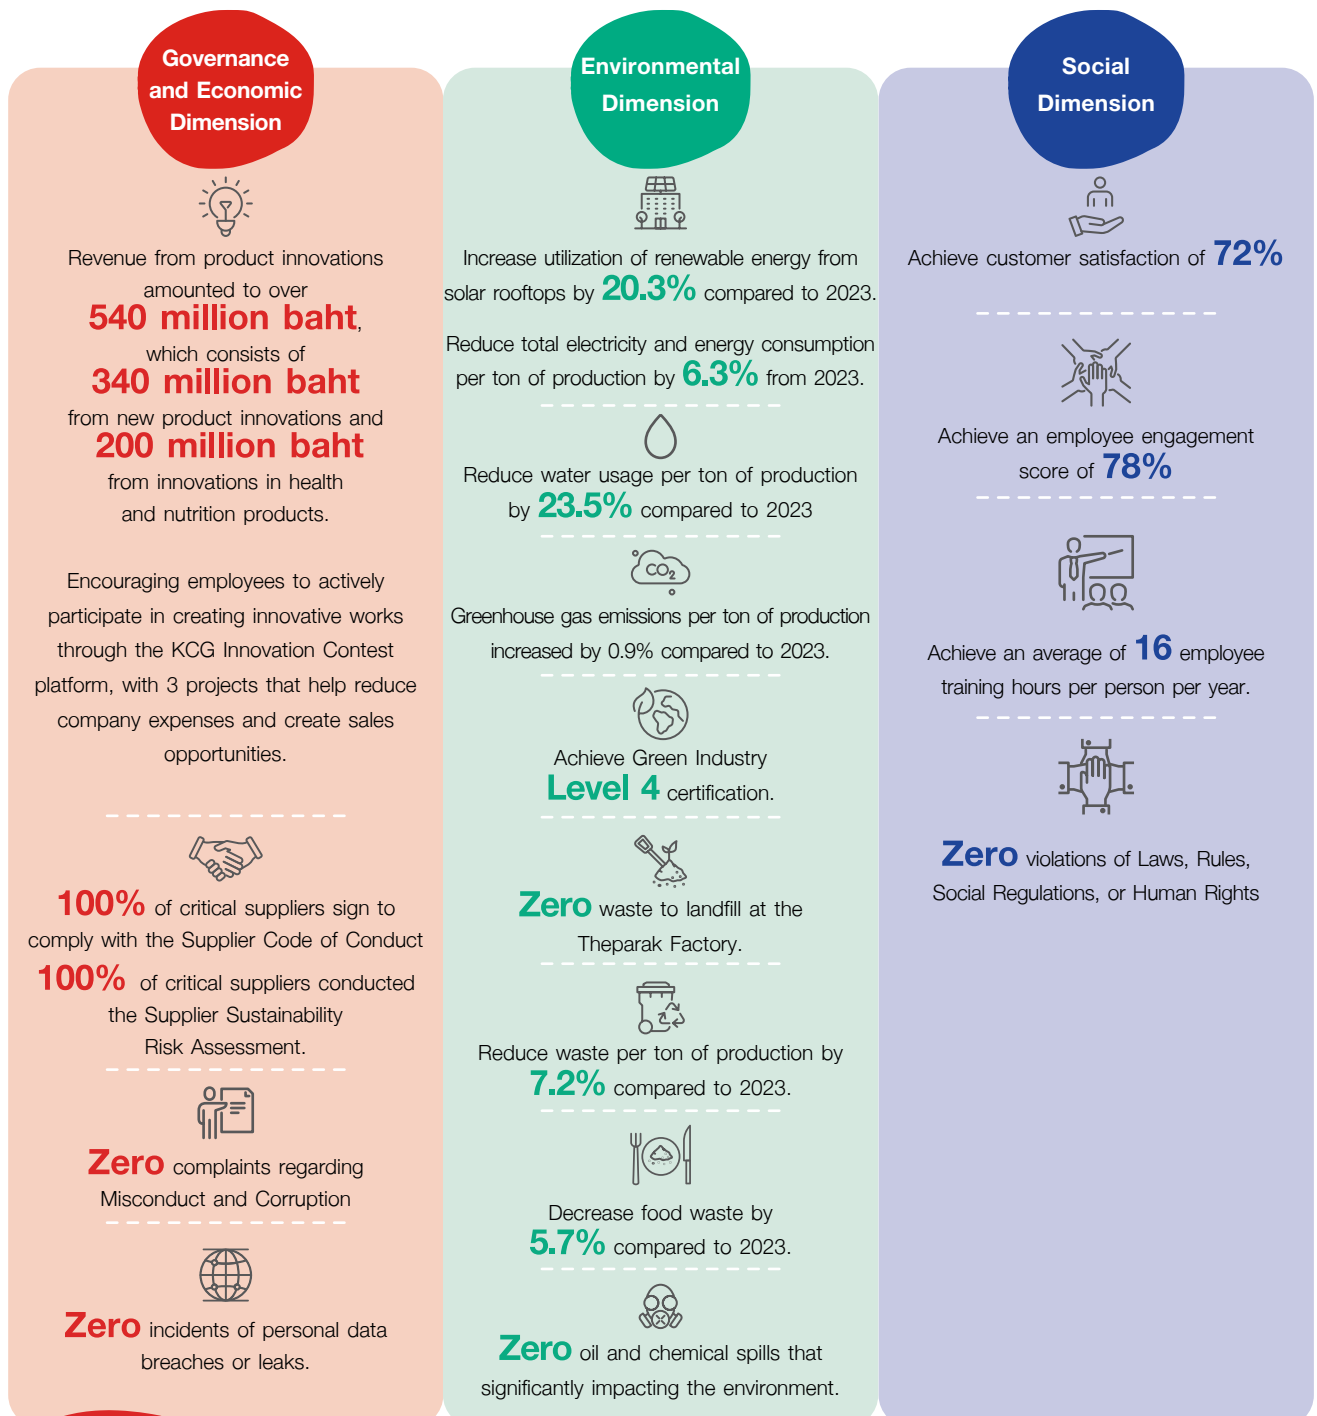 Governance
and Economic
Dimension
Revenue from product innovations
amounted to over
540 million baht,
which consists of
340 million baht
from new product innovations and
200 million baht
from innovations in health
and nutrition products.
Encouraging employees to actively
participate in creating innovative works
through the KCG Innovation Contest
platform, with 3 projects that help reduce
company expenses and create sales
opportunities.
100% of critical suppliers sign to
comply with the Supplier Code of Conduct
100% of critical suppliers conducted
the Supplier Sustainability
Risk Assessment.
Zero complaints regarding
Misconduct and Corruption
Zero incidents of personal data
breaches or leaks.
Environmental
Dimension
Increase utilization of renewable energy from
solar rooftops by 20.3% compared to 2023.
Reduce total electricity and energy consumption
per ton of production by 6.3% from 2023.
Reduce water usage per ton of production
by 23.5% compared to 2023
CO2
Greenhouse gas emissions per ton of production
increased by 0.9% compared to 2023.
Achieve Green Industry
Level 4 certification.
Zero waste to landfill at the
Theparak Factory.
Reduce waste per ton of production by
7.2% compared to 2023.
Decrease food waste by
5.7% compared to 2023.
Zero oil and chemical spills that
significantly impacting the environment.
Social
Dimension
Achieve customer satisfaction of 72%
Achieve an employee engagement
score of 78%
Achieve an average of 16 employee
training hours per person per year.
Zero violations of Laws, Rules,
Social Regulations, or Human Rights